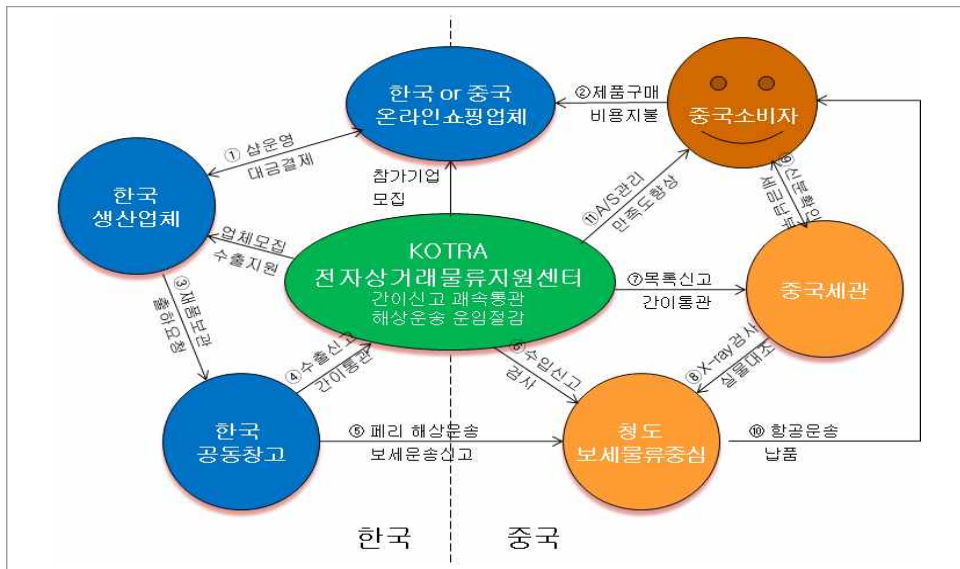 한국 or 중국
온라인쇼핑업체
②제품구매
비용지불
중국소비자
① 샵운영
대금결제
참가기업
모집
⑪A/S관리
만족도향상
⑨신분확인
세금납부
한국
생산업체
업체모집
수출지원
KOTRA
전자상거래물류지원센터
간이신고 쾌속통관
해상운송 운임절감
⑦목록신고
간이통관
중국세관
③재품보관
출하요청
④수출신고
간이통관
⑥수입신고
검사
⑧X-ray검사
실물대조
한국
공동창고
⑤ 페리 해상운송
보세운송신고
청도
보세물류중심
⑩ 항공운송
납품
한국
중국